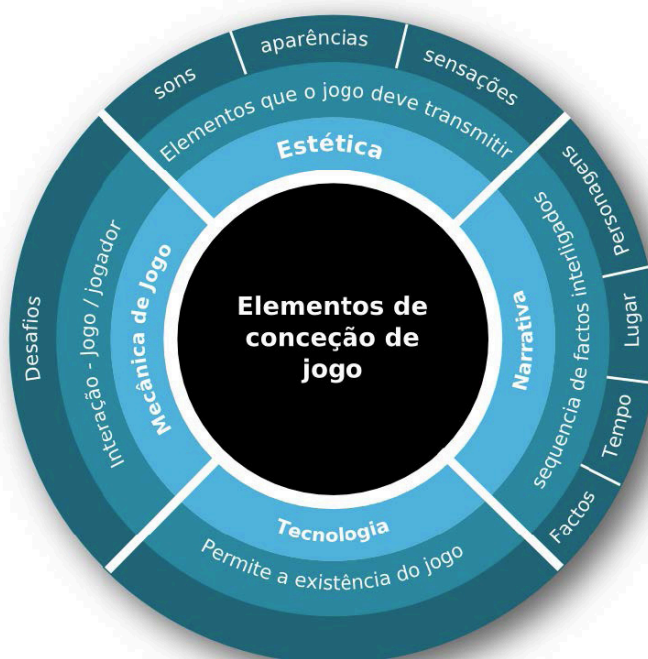 Elementos de
conceção de
jogo
Estética
Elementos que o jogo deve transmitir
sons
aparências
sensações
Narrativa
sequencia de factos interligados
Personagens
Lugar
Tempo
Factos
Tecnologia
Permite a existência do jogo
Mecânica de Jogo
Interação - Jogo / jogador
Desafios